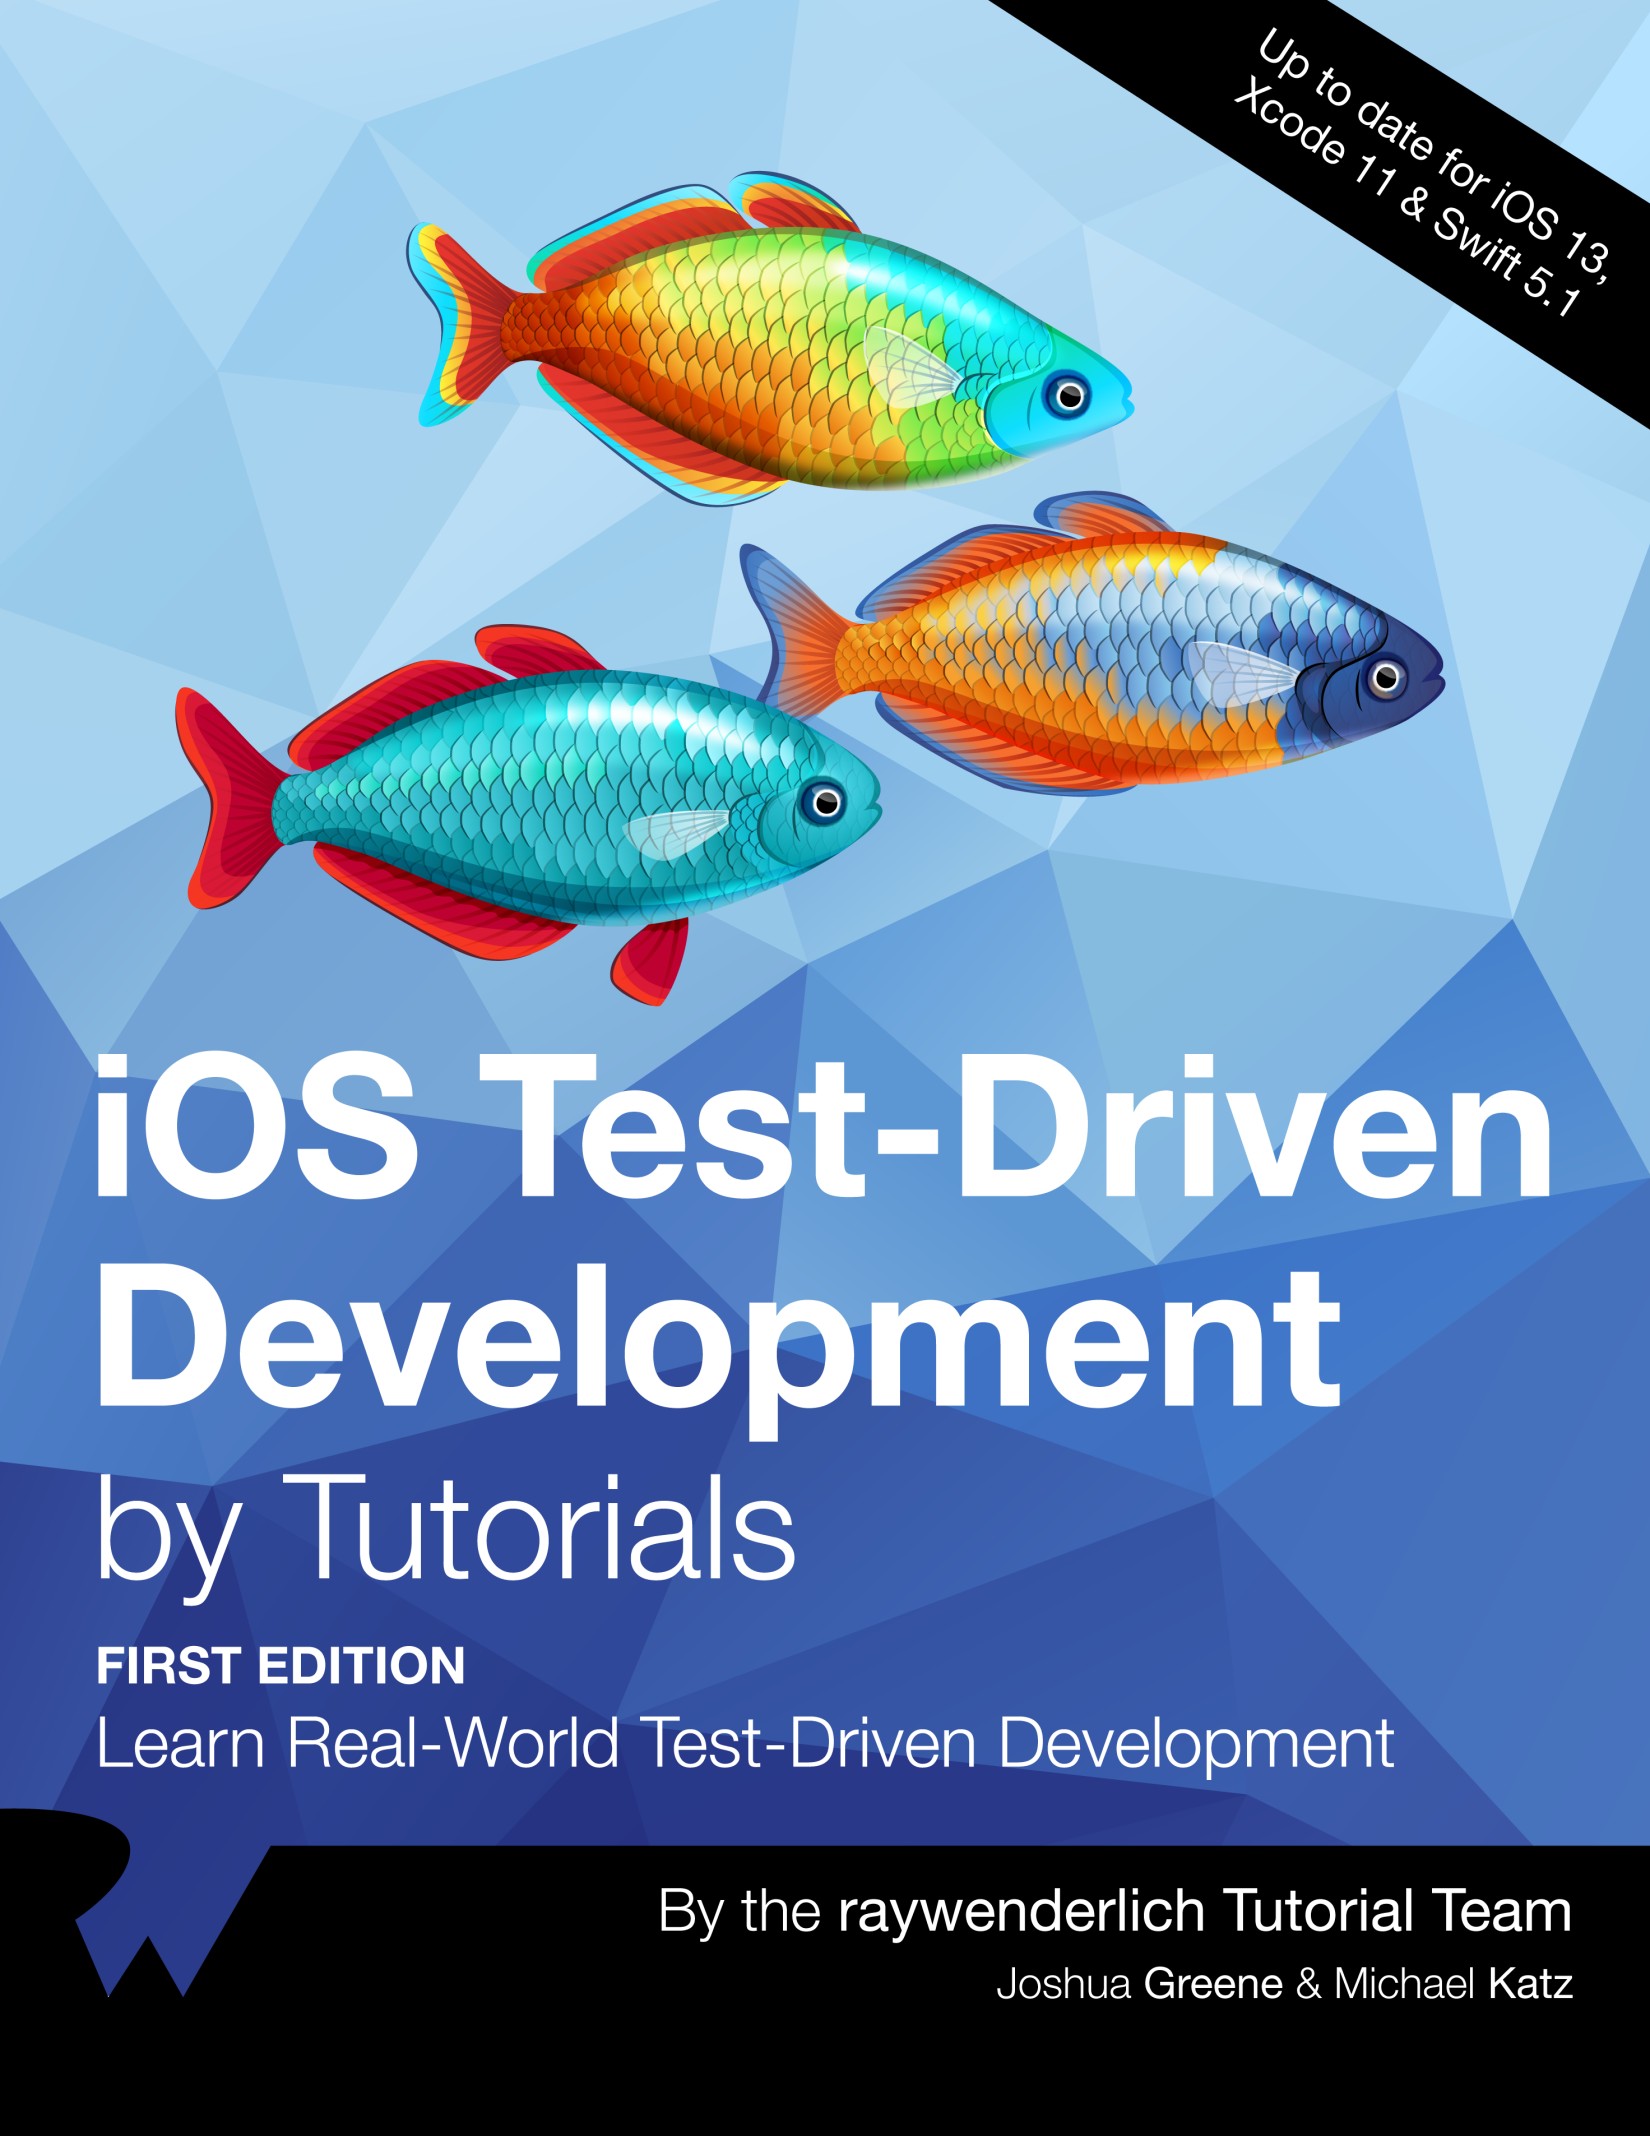 Up to date for iOS 13,
Xcode 11 & Swift 5.1
iOS Test-Driven
Development
by Tutorials
FIRST EDITION
Learn Real-World Test-Driven Development
By the raywenderlich Tutorial Team
Joshua Greene & Michael Katz